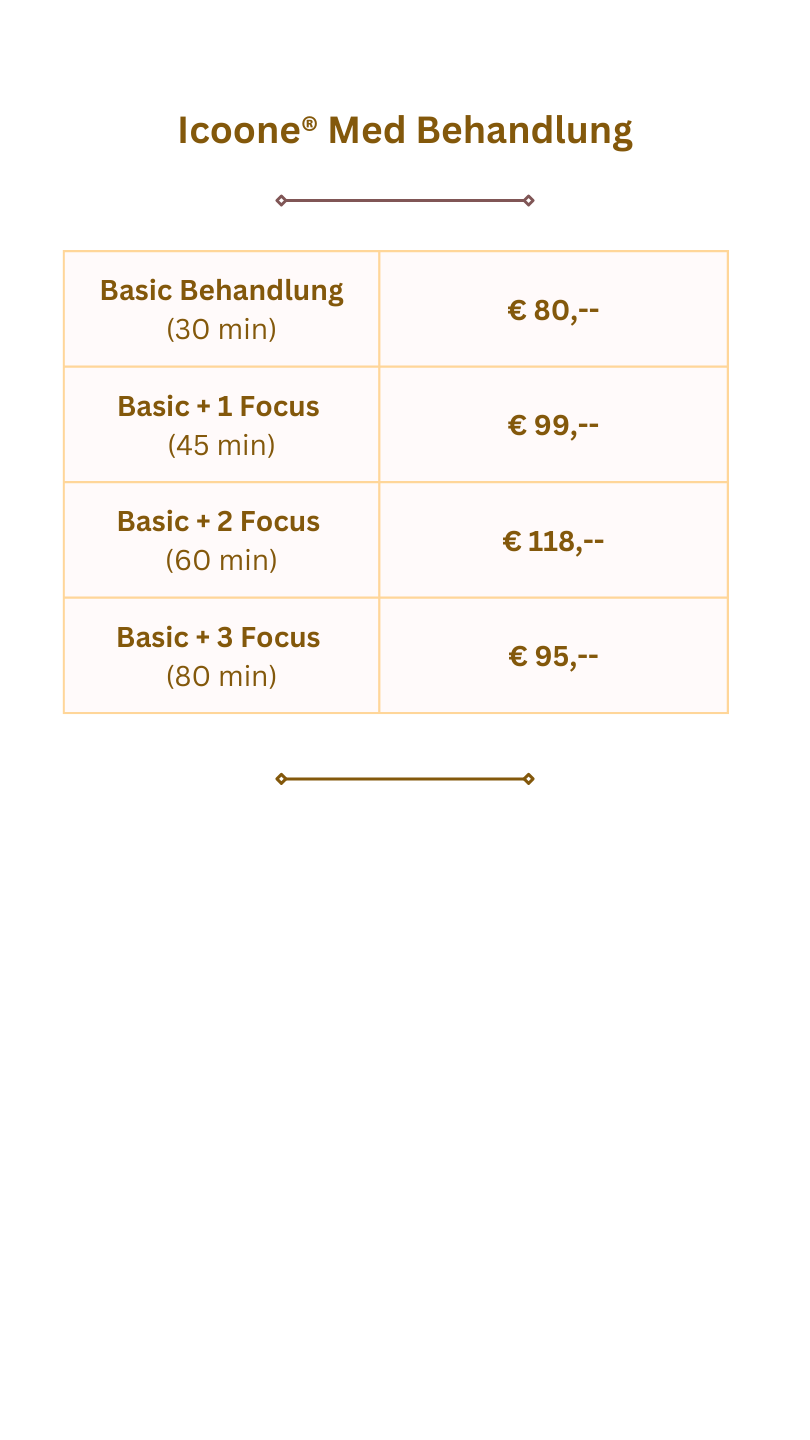 Icoone® Med Behandlung
Basic Behandlung
(30 min)
€ 80,--
Basic + 1 Focus
(45 min)
€ 99,--
Basic + 2 Focus
(60 min)
€ 118,--
Basic + 3 Focus
(80 min)
€ 95,--